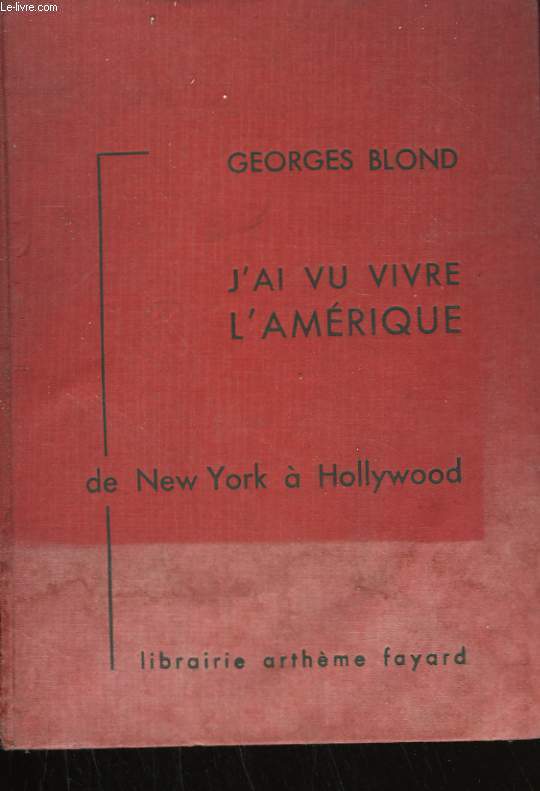 Le-livre.com
GEORGES BLOND
J'AI VU VIVRE
L'AMÉRIQUE
de New York à Hollywood
librairie arthème fayard